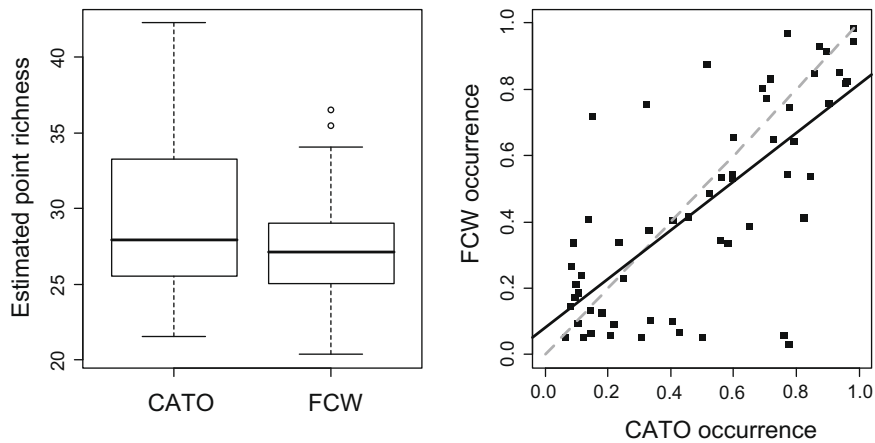 Estimated point richness
40
35
30
25
20
CATO
FCW
FCW occurrence
1.0
0.8
0.6
0.4
0.2
0.0
0.0 0.2 0.4 0.6 0.8 1.0
CATO occurrence